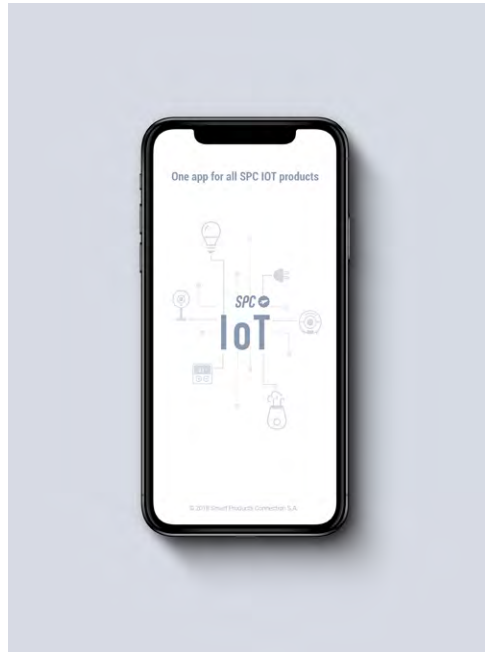 One app for all SPC IOT products
SPC
IoT
© 2018 Smart Products Connection S.A.